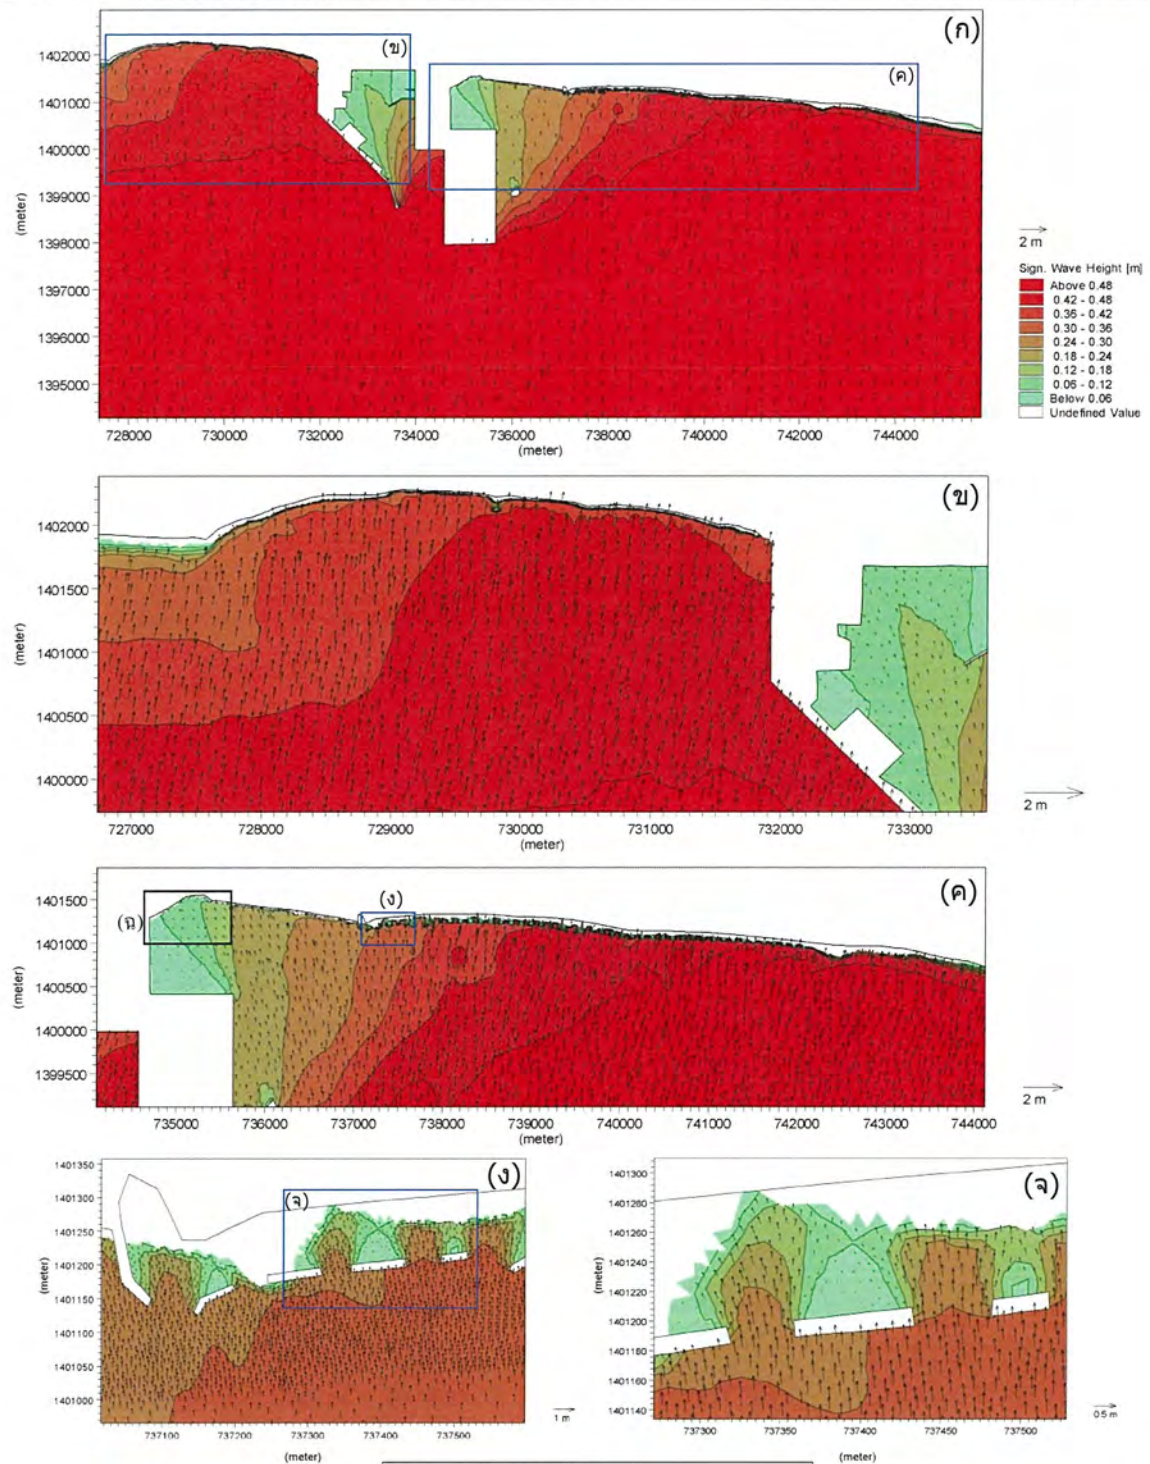 (ก)
(ข)
(ค)
1402000
1401000
1400000
1399000
1398000
1397000
1396000
1395000
(meter)
728000 730000 732000 734000 736000 738000 740000 742000 744000
(meter)
2 m
Sign. Wave Height [m]
Above 0.48
0.42 - 0.48
0.36 - 0.42
0.30 - 0.36
0.24 - 0.30
0.18 - 0.24
0.12 - 0.18
0.06 - 0.12
Below 0.06
Undefined Value
(ข)
1402000
1401500
1401000
1400500
1400000
(meter)
727000 728000 729000 730000 731000 732000 733000
(meter)
2 m
(ค)
(ง)
(ฉ)
1401500
1401000
1400500
1400000
1399500
(meter)
735000 736000 737000 738000 739000 740000 741000 742000 743000 744000
(meter)
2 m
(ง)
(จ)
1401350
1401300
1401250
1401200
1401150
1401100
1401050
1401000
(meter)
737100 737200 737300 737400 737500
(meter)
1 m
(จ)
1401300
1401280
1401260
1401240
1401220
1401200
1401180
1401160
1401140
(meter)
737300 737350 737400 737450 737500
(meter)
0.5 m